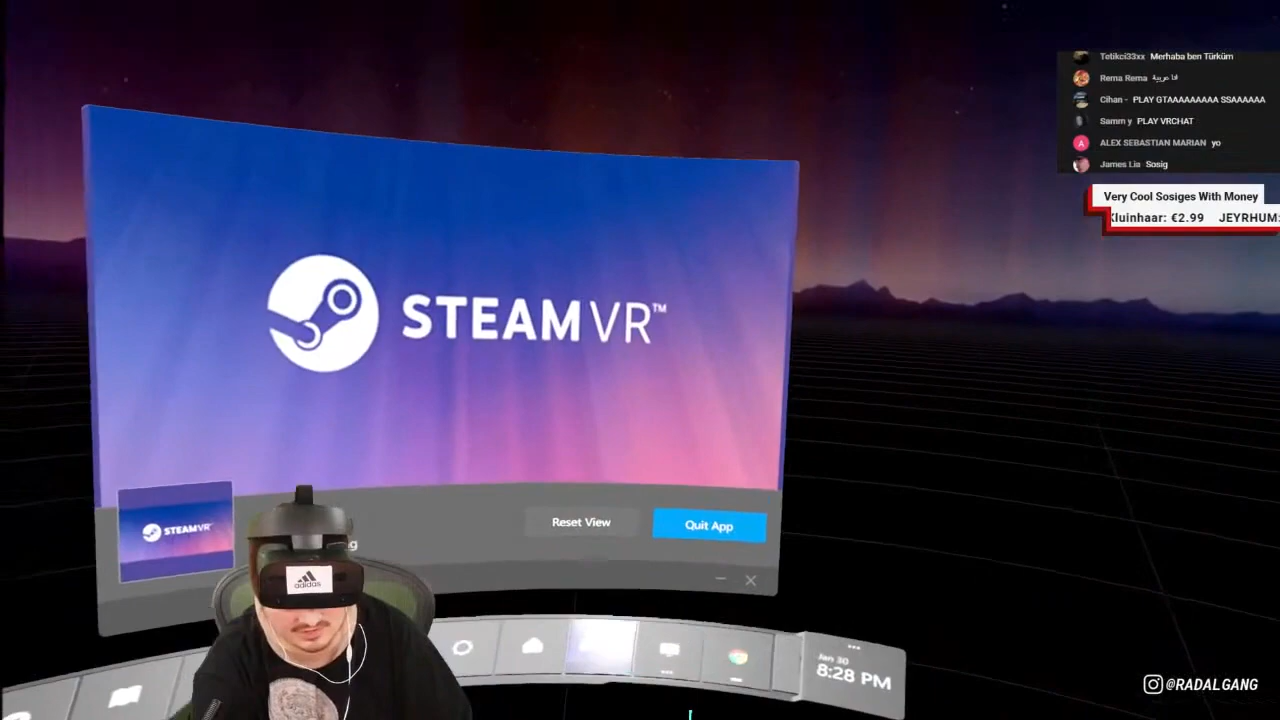 Tetikci33xx Merhaba ben Türküm
Rema Rema انا عربية
Cihan - PLAY GTAAAAAAAAA SSAAAAAA
Samm y PLAY VRCHAT
A ALEX SEBASTIAN MARIAN yo
James Lia Sosig
Very Cool Sosiges With Money
Kluinhaar: €2.99 JEYRHUM:
STEAMVR™
STEAMVR
Reset View
Quit App
adidas
Jan 30
8:28 PM
@RADALGANG